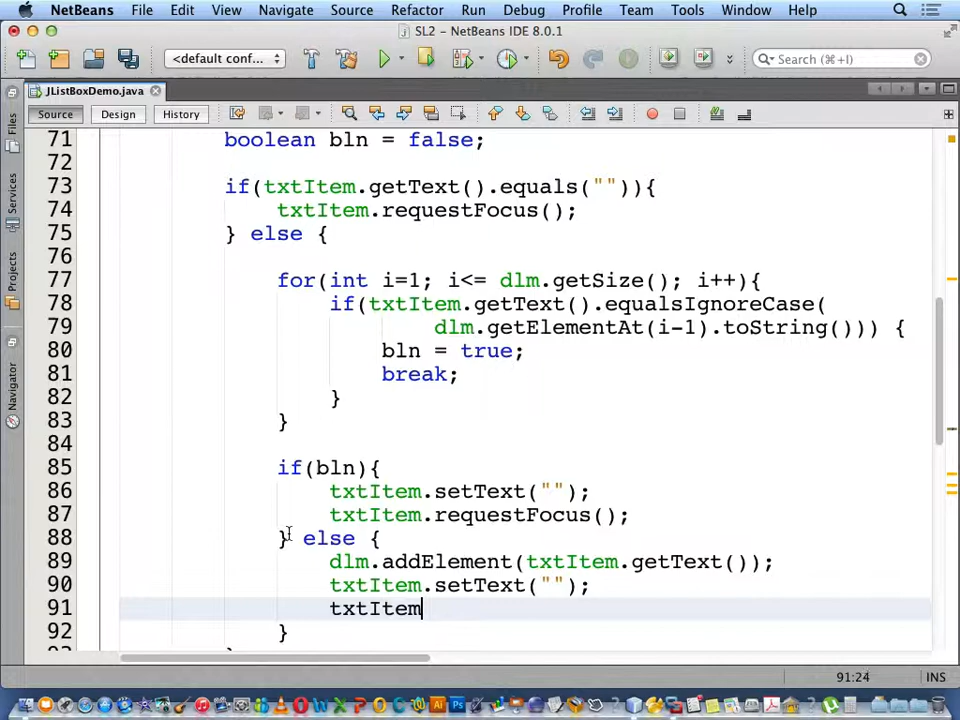 NetBeans File Edit View Navigate Source Refactor Run Debug Profile Team Tools Window Help
SL2 - NetBeans IDE 8.0.1
<default conf... Search (⌘+I)
JListBoxDemo.java
Source Design History
Files
Services
Projects
Navigator
71 boolean bln = false;
72
73 if(txtItem.getText().equals("")){
74 txtItem.requestFocus();
75 } else {
76
77 for(int i=1; i<= dlm.getSize(); i++){
78 if(txtItem.getText().equalsIgnoreCase(
79 dlm.getElementAt(i-1).toString())) {
80 bln = true;
81 break;
82 }
83 }
84
85 if(bln){
86 txtItem.setText("");
87 txtItem.requestFocus();
88 } else {
89 dlm.addElement(txtItem.getText());
90 txtItem.setText("");
91 txtItem
92 }
91:24 INS